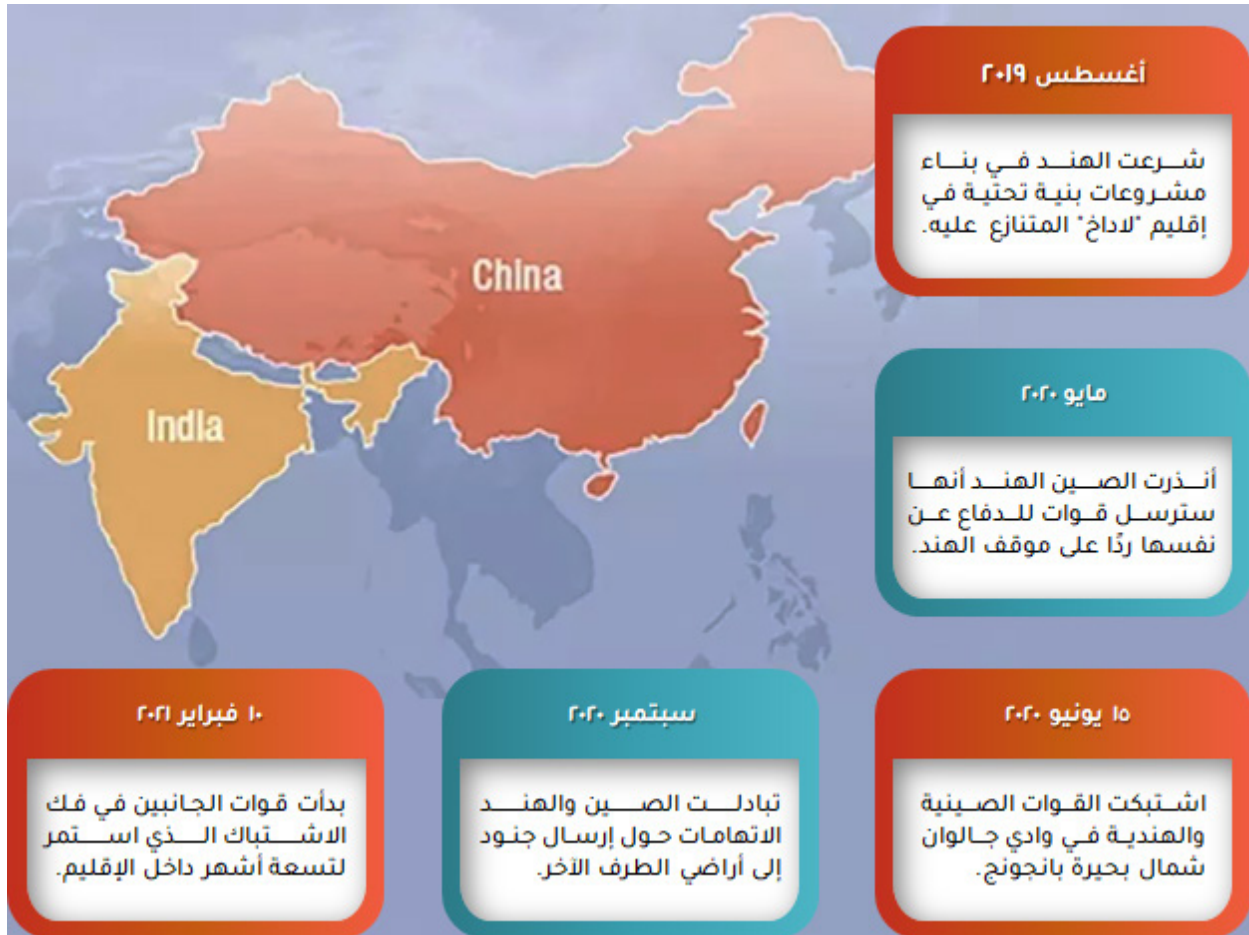 أغسطس ٢٠١٩
شرعت الهند في بناء
مشروعات بنية تحتية في
إقليم "لاداخ" المتنازع عليه.
China
India
مايو ٢٠٢٠
أنذرت الصين الهند أنها
سترسل قوات للدفاع عن
نفسها ردًا على موقف الهند.
١٥ يونيو ٢٠٢٠
اشتبكت القوات الصينية
والهندية في وادي جالوان
شمال بحيرة بانجونج.
سبتمبر ٢٠٢٠
تبادلت الصين والهند
الاتهامات حول إرسال جنود
إلى أراضي الطرف الآخر.
١٠ فبراير ٢٠٢١
بدأت قوات الجانبين في فك
الاشتباك الذي استمر
لتسعة أشهر داخل الإقليم.